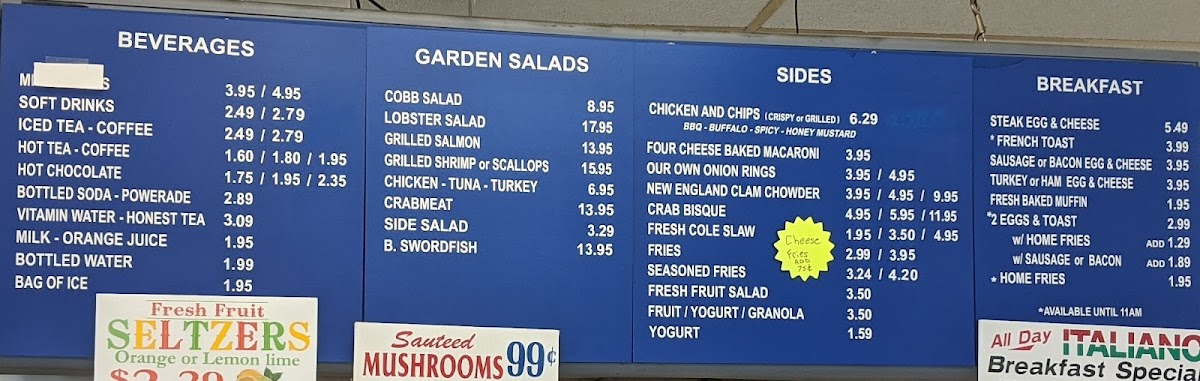 BEVERAGES
3.95 / 4.95
SOFT DRINKS 2.49 / 2.79
ICED TEA - COFFEE 2.49 / 2.79
HOT TEA - COFFEE 1.60 / 1.80 / 1.95
HOT CHOCOLATE 1.75 / 1.95 / 2.35
BOTTLED SODA - POWERADE 2.89
VITAMIN WATER - HONEST TEA 3.09
MILK - ORANGE JUICE 1.95
BOTTLED WATER 1.99
BAG OF ICE 1.95
Fresh Fruit
SELTZERS
Orange or Lemon lime
GARDEN SALADS
COBB SALAD 8.95
LOBSTER SALAD 17.95
GRILLED SALMON 13.95
GRILLED SHRIMP or SCALLOPS 15.95
CHICKEN - TUNA - TURKEY 6.95
CRABMEAT 13.95
SIDE SALAD 3.29
B. SWORDFISH 13.95
Sauteed
MUSHROOMS 99¢
SIDES
CHICKEN AND CHIPS (CRISPY or GRILLED) 6.29
BBQ - BUFFALO - SPICY - HONEY MUSTARD
FOUR CHEESE BAKED MACARONI 3.95
OUR OWN ONION RINGS 3.95 / 4.95
NEW ENGLAND CLAM CHOWDER 3.95 / 4.95 / 9.95
CRAB BISQUE 4.95 / 5.95 / 11.95
FRESH COLE SLAW 1.95 / 3.50 / 4.95
FRIES 2.99 / 3.95
SEASONED FRIES 3.24 / 4.20
FRESH FRUIT SALAD 3.50
FRUIT / YOGURT / GRANOLA 3.50
YOGURT 1.59
Cheese
Fries
ADD
75¢
BREAKFAST
STEAK EGG & CHEESE 5.49
* FRENCH TOAST 3.99
SAUSAGE or BACON EGG & CHEESE 3.95
TURKEY or HAM EGG & CHEESE 3.95
FRESH BAKED MUFFIN 1.95
*2 EGGS & TOAST 2.99
w/ HOME FRIES ADD 1.29
w/ SAUSAGE or BACON ADD 1.89
* HOME FRIES 1.95
*AVAILABLE UNTIL 11AM
All Day ITALIANO
Breakfast Specia